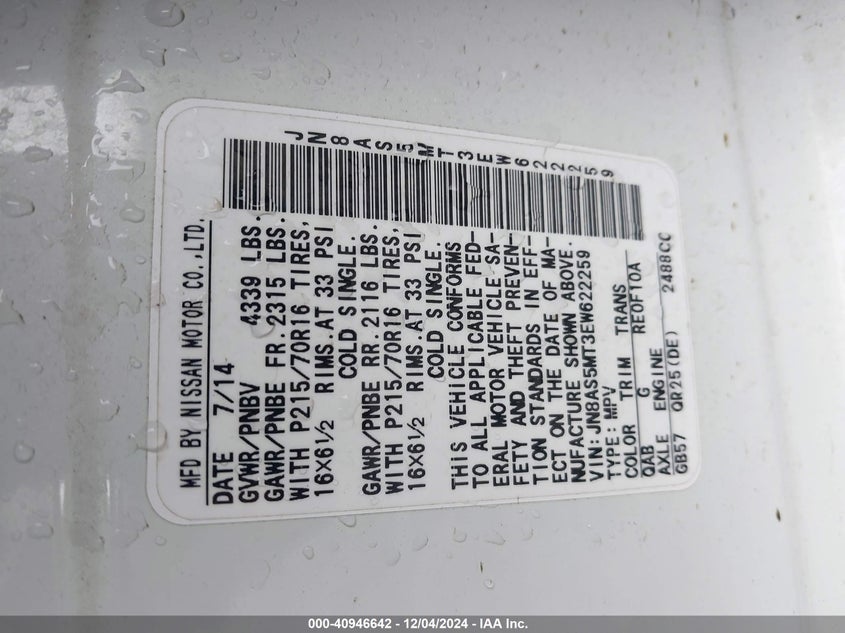 MFD BY NISSAN MOTOR CO.,LTD.
DATE 7/14
GVWR/PNBV 4339 LBS.
GAWR/PNBE FR. 2315 LBS.
WITH P215/70R16 TIRES,
16X6½ RIMS.AT 33 PSI
COLD SINGLE.
GAWR/PNBE RR. 2116 LBS.
WITH P215/70R16 TIRES,
16X6½ RIMS.AT 33 PSI
COLD SINGLE.
THIS VEHICLE CONFORMS
TO ALL APPLICABLE FED-
ERAL MOTOR VEHICLE SA-
FETY AND THEFT PREVEN-
TION STANDARDS IN EFF-
ECT ON THE DATE OF MA-
NUFACTURE SHOWN ABOVE.
VIN: JN8AS5MT3EW622259
TYPE: MPV
COLOR TRIM TRANS
QAB G RE0F10A
AXLE ENGINE
GB57 QR25(DE) 2488CC
JN8AS5MT3EW622259
000-40946642 - 12/04/2024 - IAA Inc.